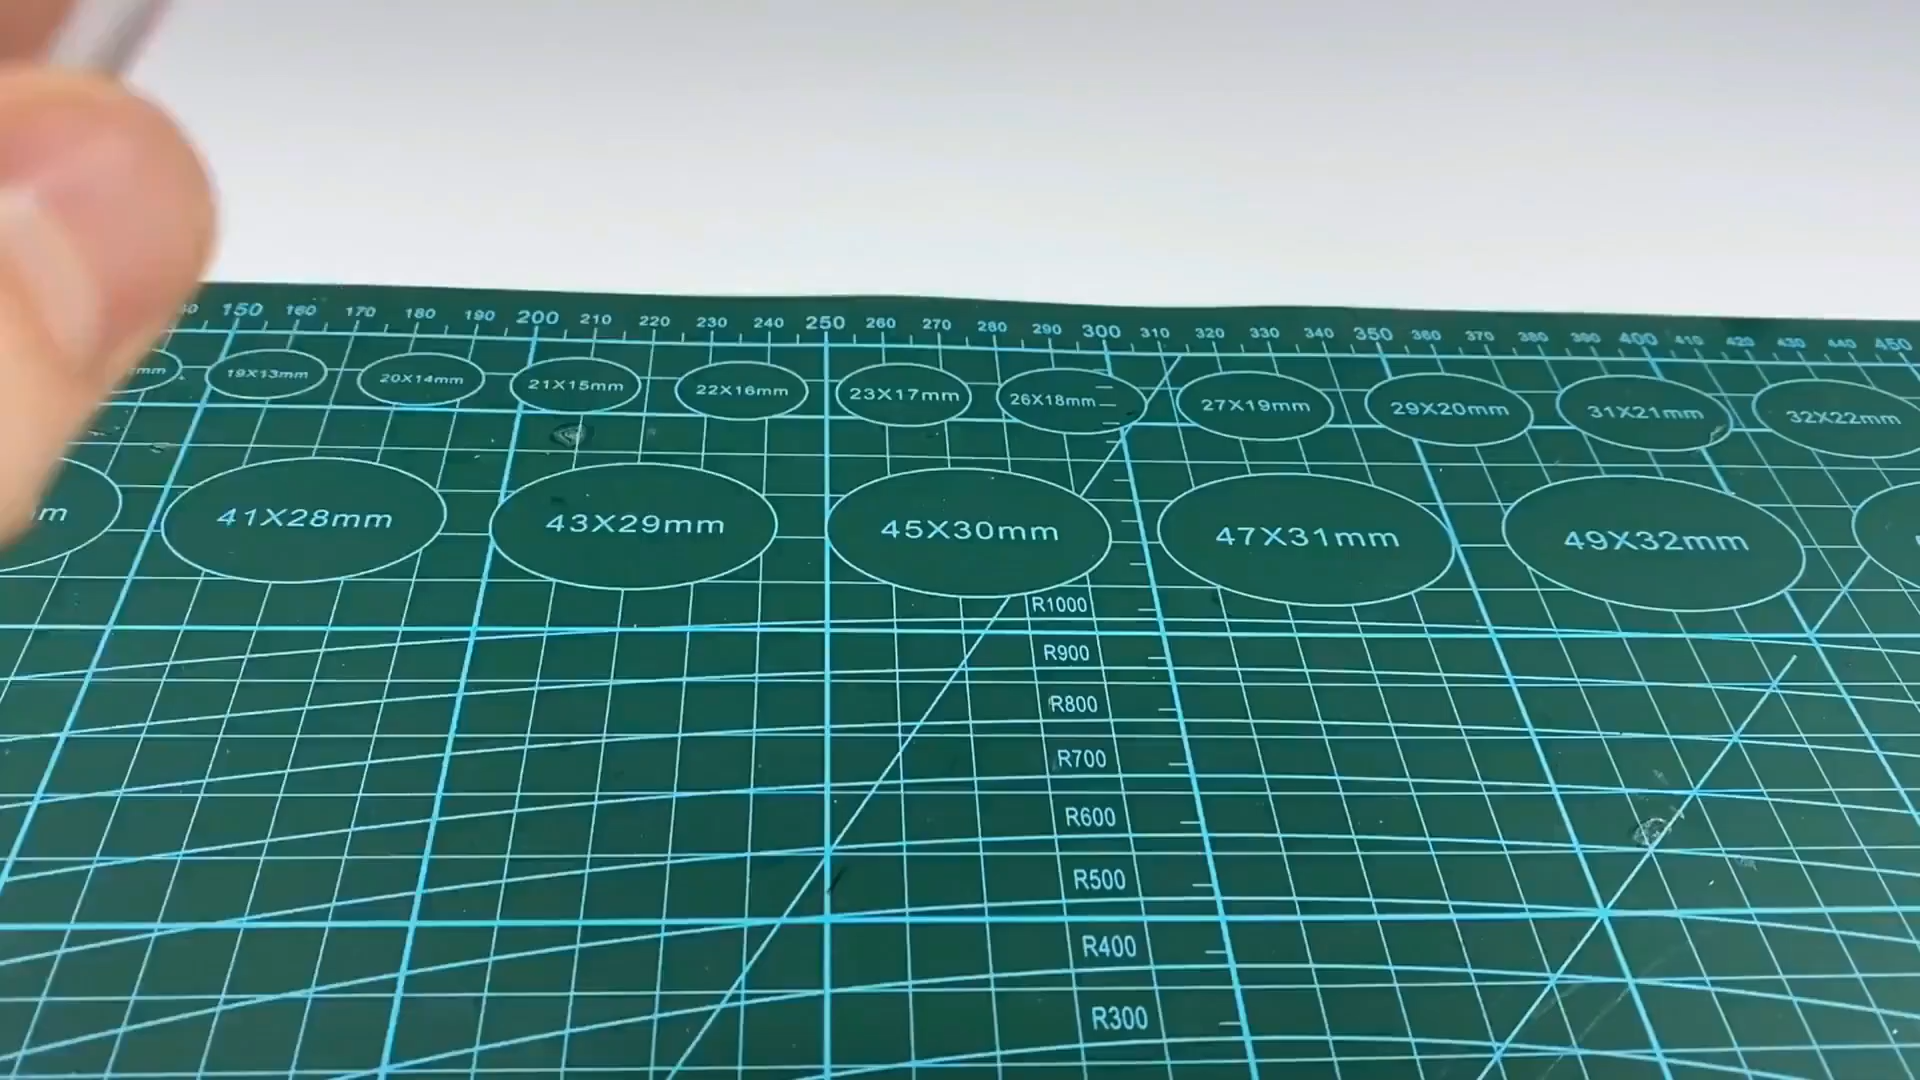 150 160 170 180 190 200 210 220 230 240 250 260 270 280 290 300 310 320 330 340 350 360 370 380 390 400 410 420 430 440 450
mm 19X13mm 20X14mm 21X15mm 22X16mm 23X17mm 26X18mm 27X19mm 29X20mm 31X21mm 32X22mm
m 41X28mm 43X29mm 45X30mm 47X31mm 49X32mm
R1000
R900
R800
R700
R600
R500
R400
R300